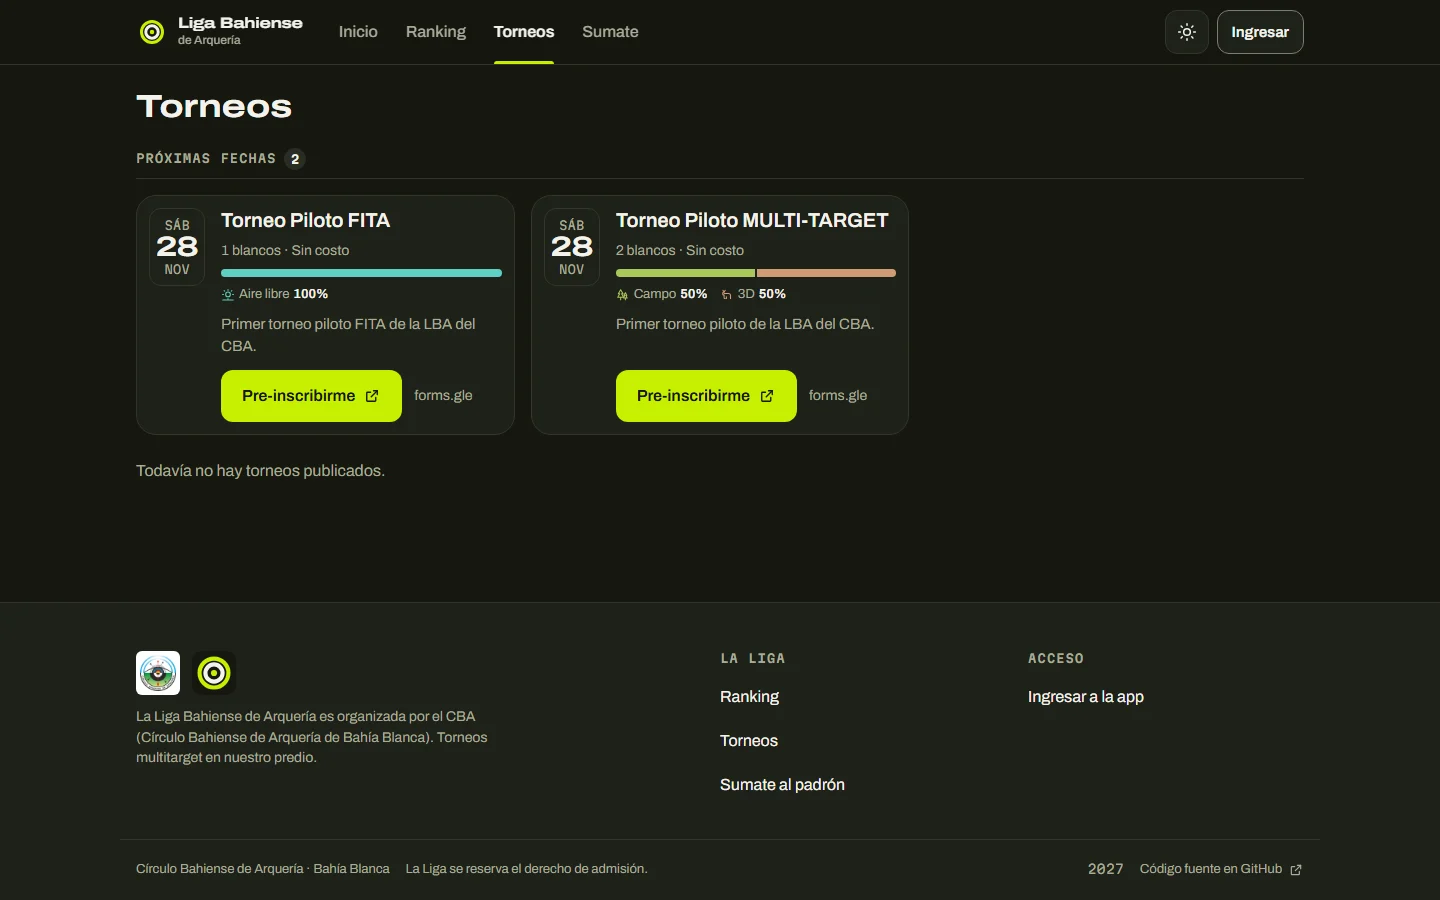 Liga Bahiense
de Arquería
Inicio
Ranking
Torneos
Sumate
Ingresar
Torneos
PRÓXIMAS FECHAS 2
SÁB
28
NOV
Torneo Piloto FITA
1 blancos · Sin costo
Aire libre 100%
Primer torneo piloto FITA de la LBA del
CBA.
Pre-inscribirme
forms.gle
SÁB
28
NOV
Torneo Piloto MULTI-TARGET
2 blancos · Sin costo
Campo 50% 3D 50%
Primer torneo piloto de la LBA del CBA.
Pre-inscribirme
forms.gle
Todavía no hay torneos publicados.
La Liga Bahiense de Arquería es organizada por el CBA
(Círculo Bahiense de Arquería de Bahía Blanca). Torneos
multitarget en nuestro predio.
LA LIGA
Ranking
Torneos
Sumate al padrón
ACCESO
Ingresar a la app
Círculo Bahiense de Arquería · Bahía Blanca
La Liga se reserva el derecho de admisión.
2027
Código fuente en GitHub